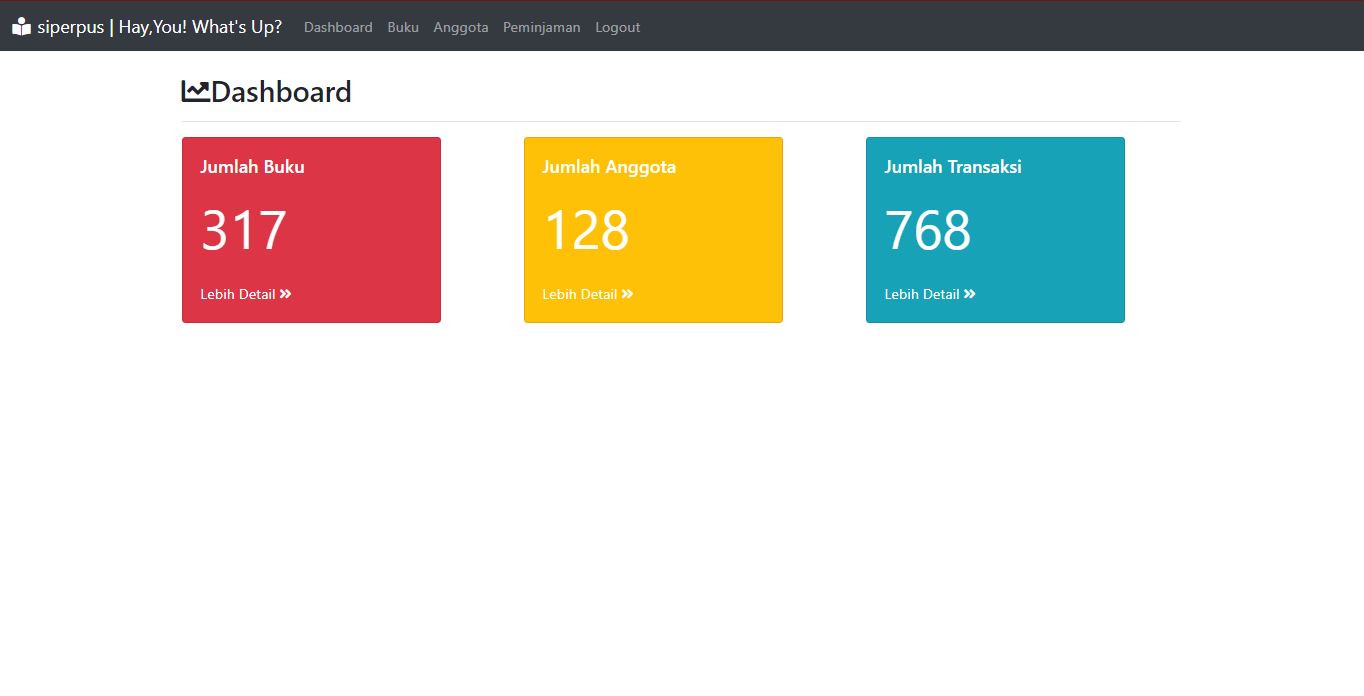 siperpus | Hay,You! What's Up? Dashboard Buku Anggota Peminjaman Logout
Dashboard
Jumlah Buku
317
Lebih Detail
Jumlah Anggota
128
Lebih Detail
Jumlah Transaksi
768
Lebih Detail